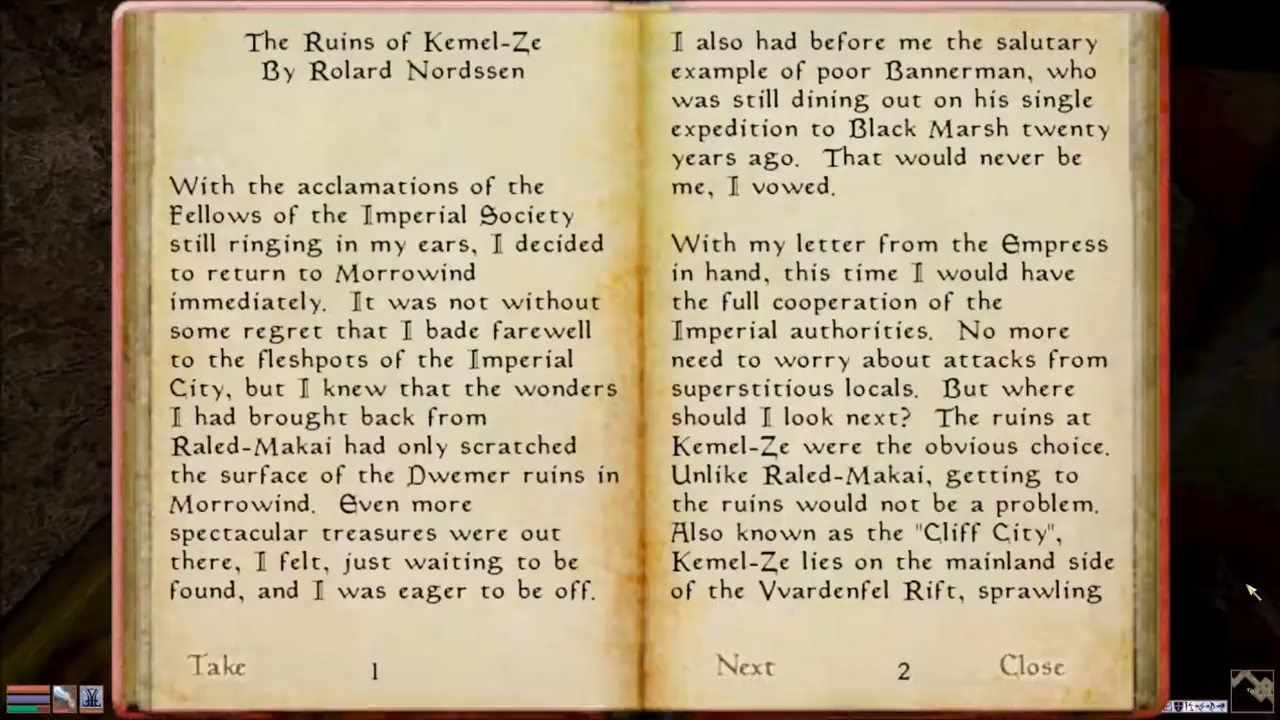 The Ruins of Kemel-Ze
By Rolard Nordssen
With the acclamations of the
Fellows of the Imperial Society
still ringing in my ears, I decided
to return to Morrowind
immediately. It was not without
some regret that I bade farewell
to the fleshpots of the Imperial
City, but I knew that the wonders
I had brought back from
Raled-Makai had only scratched
the surface of the Dwemer ruins in
Morrowind. Even more
spectacular treasures were out
there, I felt, just waiting to be
found, and I was eager to be off.
Take
1
I also had before me the salutary
example of poor Bannerman, who
was still dining out on his single
expedition to Black Marsh twenty
years ago. That would never be
me, I vowed.
With my letter from the Empress
in hand, this time I would have
the full cooperation of the
Imperial authorities. No more
need to worry about attacks from
superstitious locals. But where
should I look next? The ruins at
Kemel-Ze were the obvious choice.
Unlike Raled-Makai, getting to
the ruins would not be a problem.
Also known as the "Cliff City",
Kemel-Ze lies on the mainland side
of the Vvardenfel Rift, sprawling
Next
2
Close